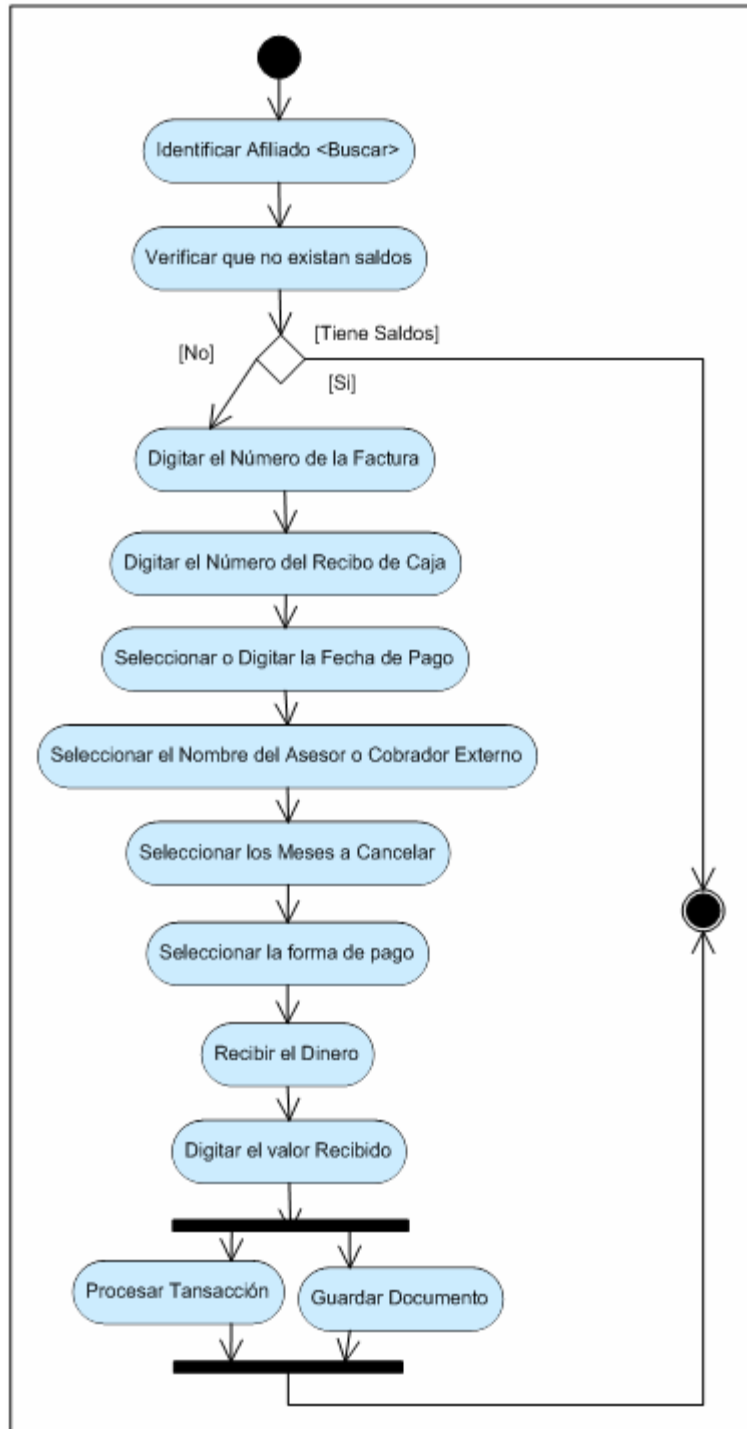 Identificar Afiliado <Buscar>
Verificar que no existan saldos
[Tiene Saldos]
[No]
[Si]
Digitar el Número de la Factura
Digitar el Número del Recibo de Caja
Seleccionar o Digitar la Fecha de Pago
Seleccionar el Nombre del Asesor o Cobrador Externo
Seleccionar los Meses a Cancelar
Seleccionar la forma de pago
Recibir el Dinero
Digitar el valor Recibido
Procesar Tansacción
Guardar Documento